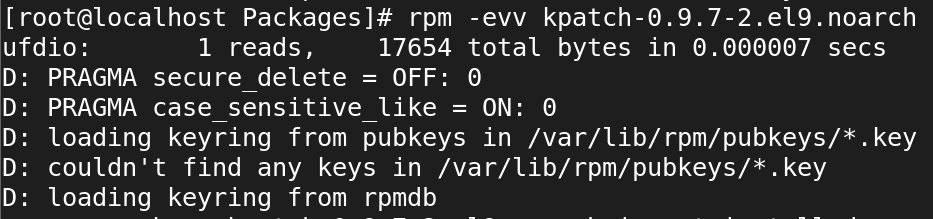 [root@localhost Packages]# rpm -evv kpatch-0.9.7-2.el9.noarch
ufdio:       1 reads,    17654 total bytes in 0.000007 secs
D: PRAGMA secure_delete = OFF: 0
D: PRAGMA case_sensitive_like = ON: 0
D: loading keyring from pubkeys in /var/lib/rpm/pubkeys/*.key
D: couldn't find any keys in /var/lib/rpm/pubkeys/*.key
D: loading keyring from rpmdb